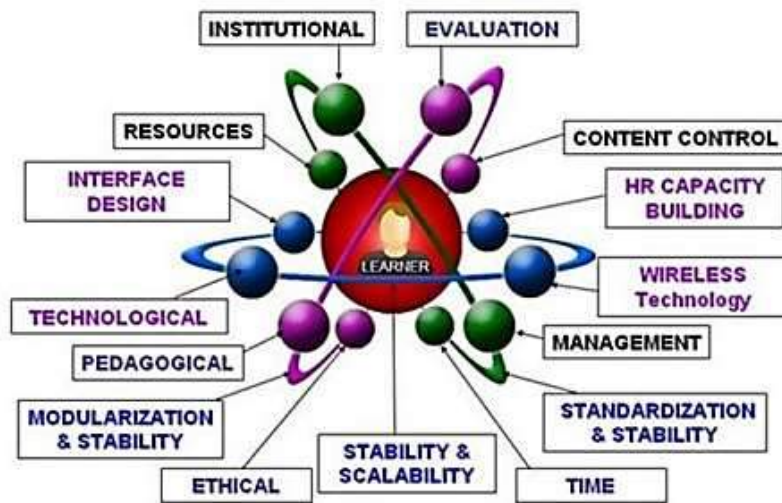 INSTITUTIONAL
EVALUATION
RESOURCES
CONTENT CONTROL
INTERFACE
DESIGN
HR CAPACITY
BUILDING
LEARNER
TECHNOLOGICAL
WIRELESS
Technology
PEDAGOGICAL
MANAGEMENT
MODULARIZATION
& STABILITY
STANDARDIZATION
& STABILITY
ETHICAL
STABILITY &
SCALABILITY
TIME